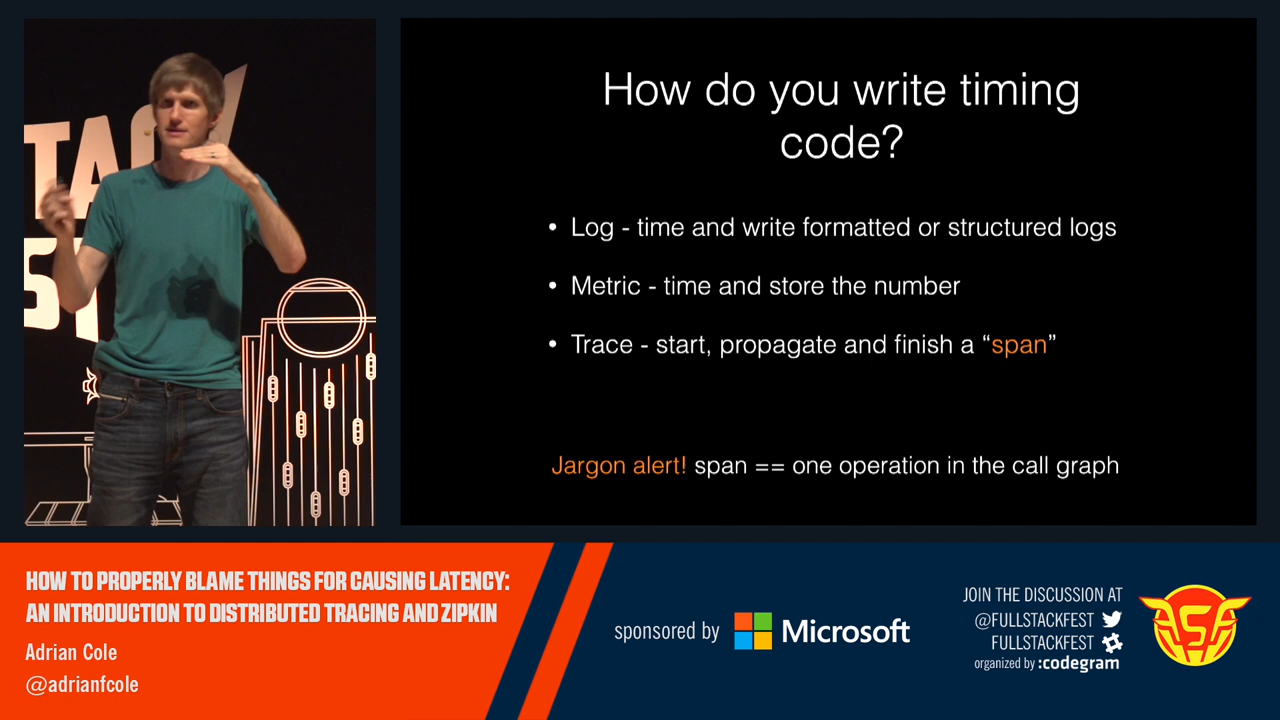 How do you write timing
code?
• Log - time and write formatted or structured logs
• Metric - time and store the number
• Trace - start, propagate and finish a “span”
Jargon alert! span == one operation in the call graph
HOW TO PROPERLY BLAME THINGS FOR CAUSING LATENCY:
AN INTRODUCTION TO DISTRIBUTED TRACING AND ZIPKIN
Adrian Cole
@adrianfcole
sponsored by Microsoft
JOIN THE DISCUSSION AT
@FULLSTACKFEST
FULLSTACKFEST
organized by :codegram
FSF